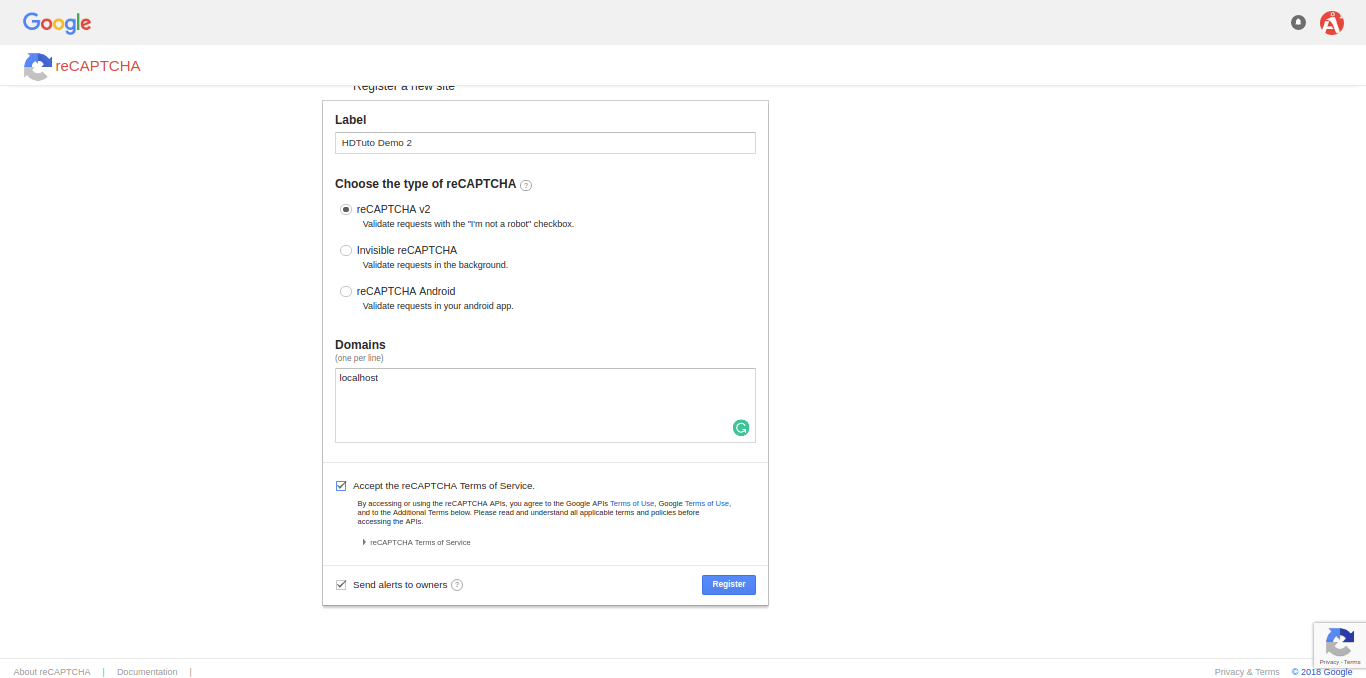 Google
reCAPTCHA
Register a new site
Label
HDTuto Demo 2
Choose the type of reCAPTCHA ?
reCAPTCHA v2
Validate requests with the "I'm not a robot" checkbox.
Invisible reCAPTCHA
Validate requests in the background.
reCAPTCHA Android
Validate requests in your android app.
Domains
(one per line)
localhost
Accept the reCAPTCHA Terms of Service.
By accessing or using the reCAPTCHA APIs, you agree to the Google APIs Terms of Use, Google Terms of Use,
and to the Additional Terms below. Please read and understand all applicable terms and policies before
accessing the APIs.
reCAPTCHA Terms of Service
Send alerts to owners ?
Register
Privacy - Terms
About reCAPTCHA | Documentation |
Privacy & Terms © 2018 Google